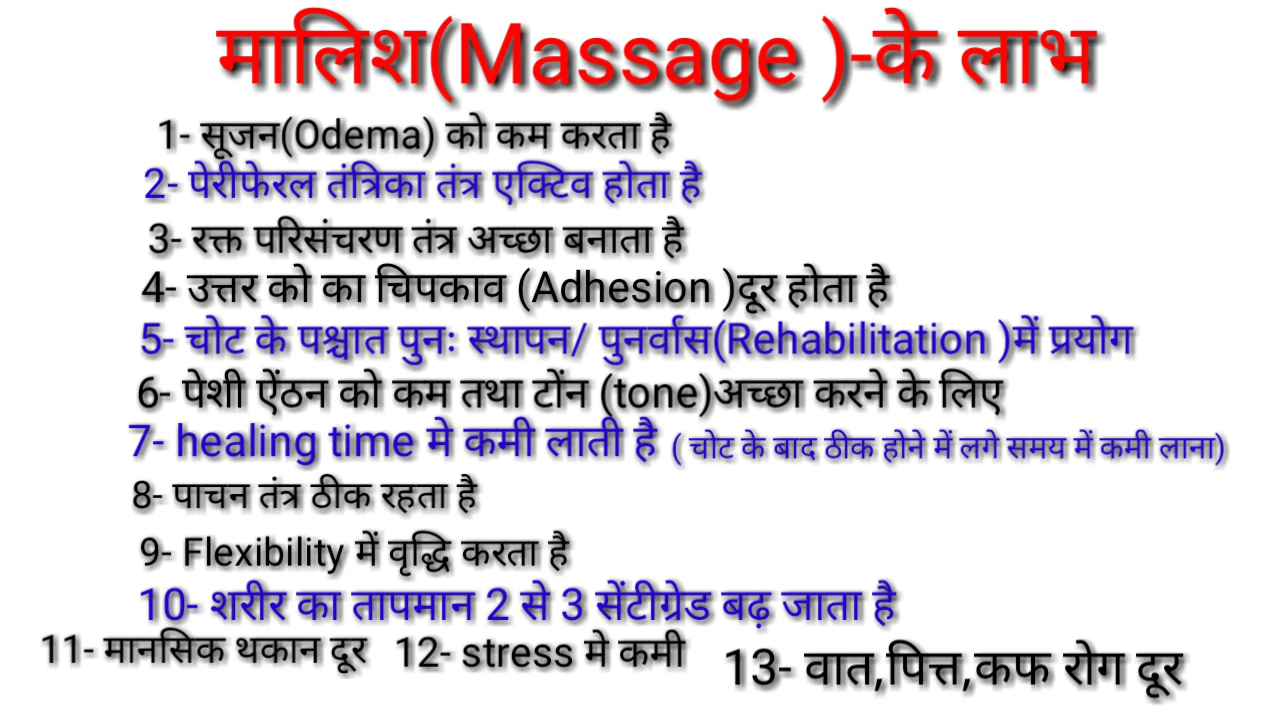 मालिश(Massage )-के लाभ
1- सूजन(Odema) को कम करता है
2- पेरीफेरल तंत्रिका तंत्र एक्टिव होता है
3- रक्त परिसंचरण तंत्र अच्छा बनाता है
4- उत्तर को का चिपकाव (Adhesion )दूर होता है
5- चोट के पश्चात पुनः स्थापन/ पुनर्वास(Rehabilitation )में प्रयोग
6- पेशी ऐंठन को कम तथा टोंन (tone)अच्छा करने के लिए
7- healing time मे कमी लाती है ( चोट के बाद ठीक होने में लगे समय में कमी लाना)
8- पाचन तंत्र ठीक रहता है
9- Flexibility में वृद्धि करता है
10- शरीर का तापमान 2 से 3 सेंटीग्रेड बढ़ जाता है
11- मानसिक थकान दूर 12- stress मे कमी 13- वात,पित्त,कफ रोग दूर